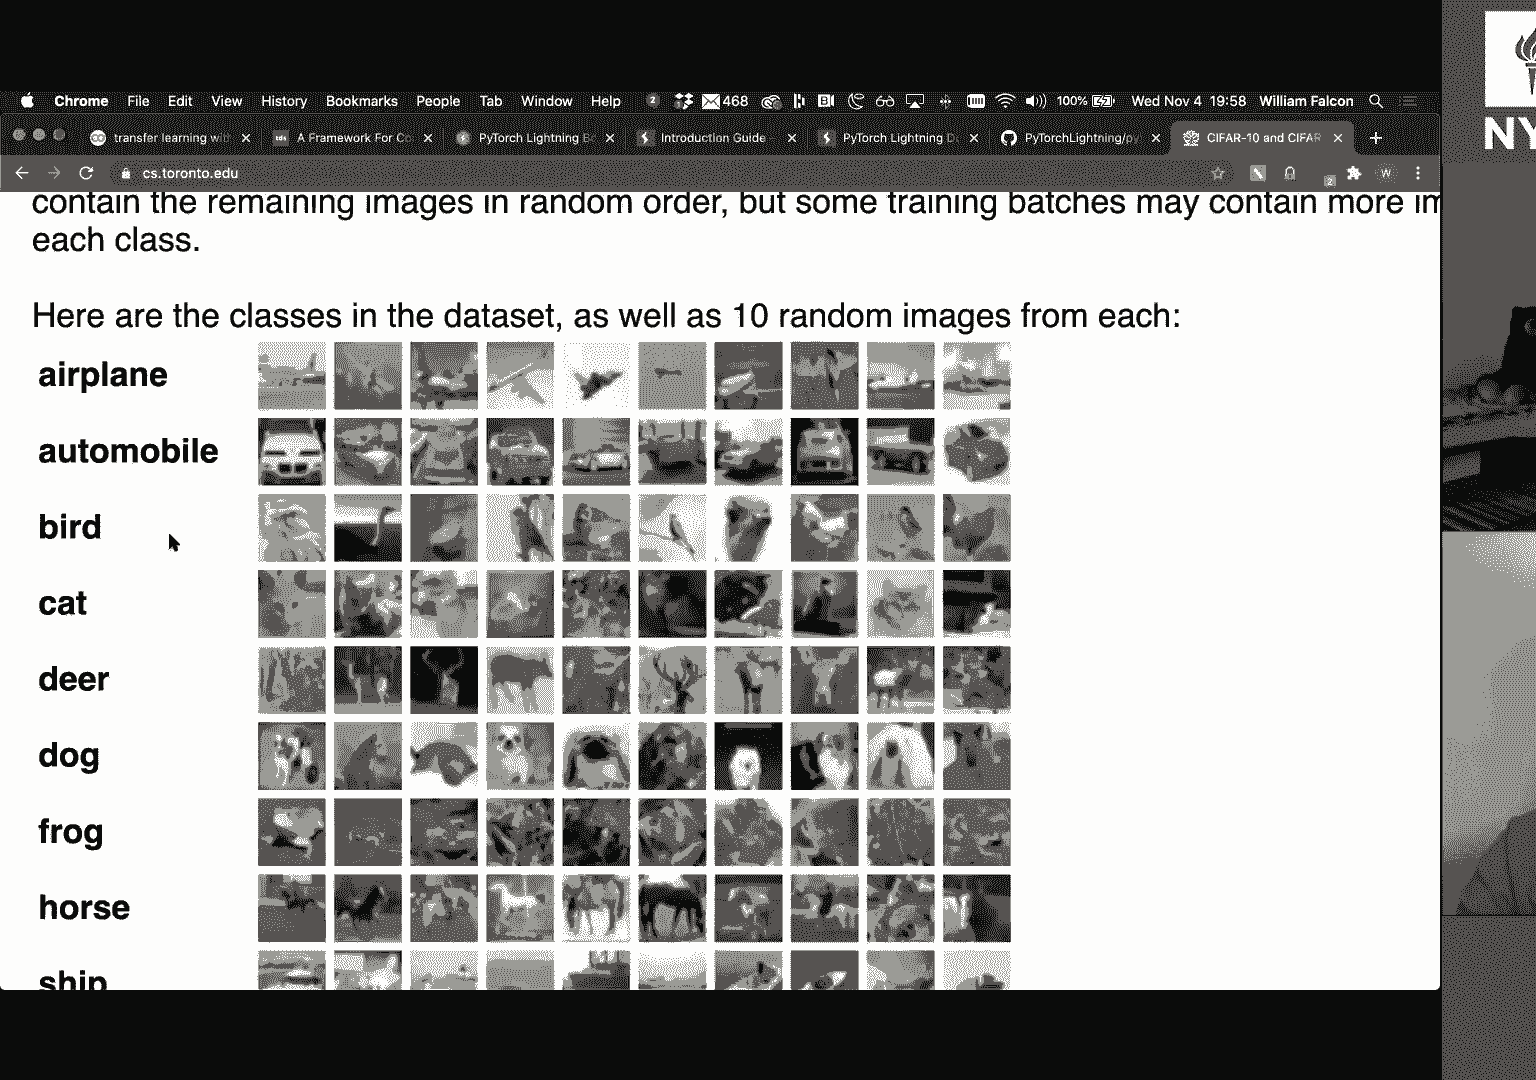 Chrome File Edit View History Bookmarks People Tab Window Help 2 468 100% Wed Nov 4 19:58 William Falcon
transfer learning with A Framework For Co PyTorch Lightning B Introduction Guide PyTorch Lightning D PyTorchLightning/py CIFAR-10 and CIFAR
cs.toronto.edu 2 W
NY
contain the remaining images in random order, but some training batches may contain more im
each class.
Here are the classes in the dataset, as well as 10 random images from each:
airplane
automobile
bird
cat
deer
dog
frog
horse
ship